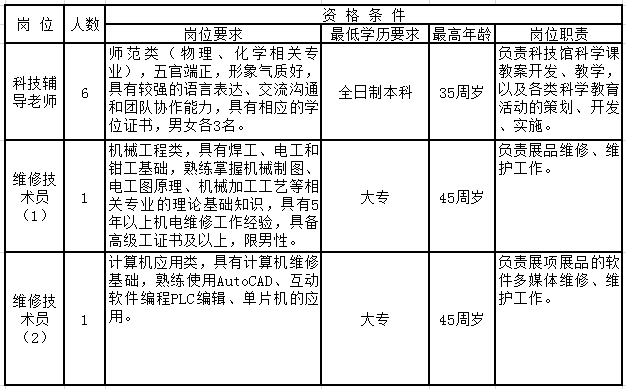 岗 位
人数
资 格 条 件
岗位要求
最低学历要求
最高年龄
岗位职责
科技辅
导老师
6
师范类（物理、化学相关专
业），五官端正，形象气质好，
具有较强的语言表达、交流沟通
和团队协作能力，具有相应的学
位证书，男女各3名。
全日制本科
35周岁
负责科技馆科学课
教案开发、教学，
以及各类科学教育
活动的策划、开发
、实施。
维修技
术员
（1）
1
机械工程类，具有焊工、电工和
钳工基础，熟练掌握机械制图、
电工图原理、机械加工工艺等相
关专业的理论基础知识，具有5
年以上机电维修工作经验，具备
高级工证书及以上，限男性。
大专
45周岁
负责展品维修、维
护工作。
维修技
术员
（2）
1
计算机应用类，具有计算机维修
基础，熟练使用AutoCAD、互动
软件编程PLC编辑、单片机的应
用。
大专
45周岁
负责展项展品的软
件多媒体维修、维
护工作。